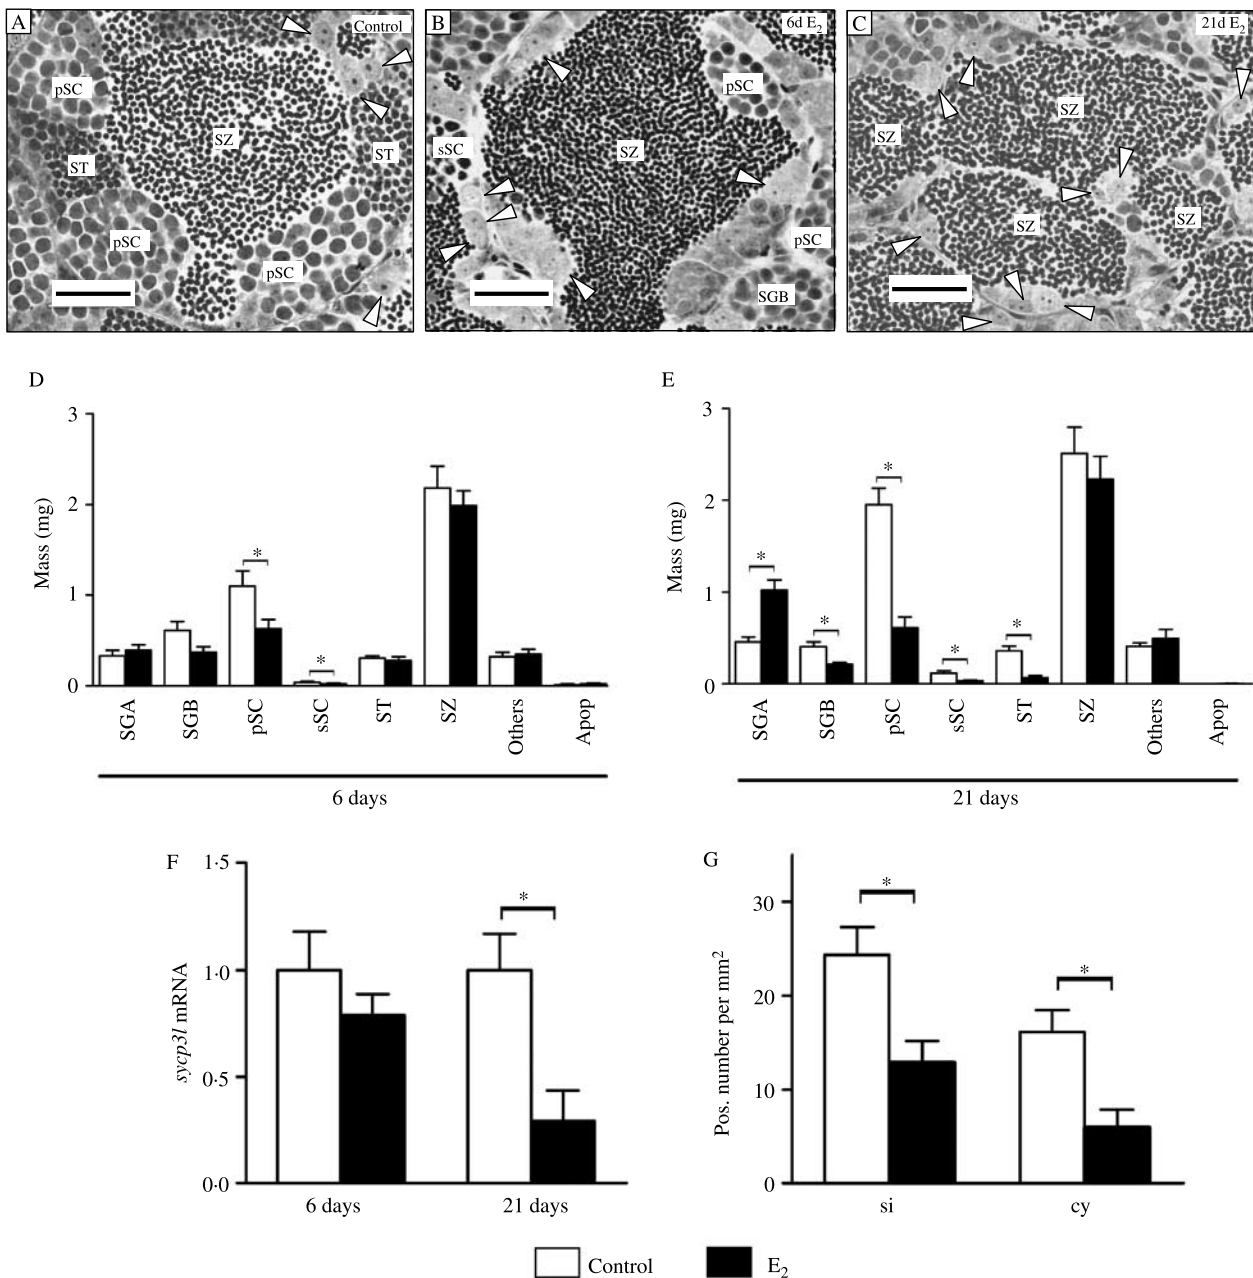 A
Control
pSC
SZ
ST
ST
pSC
pSC
B
6d E₂
pSC
sSC
SZ
pSC
SGB
C
21d E₂
SZ
SZ
SZ
SZ
D
3
2
1
0
Mass (mg)
*
*
SGA
SGB
pSC
sSC
ST
SZ
Others
Apop
6 days
E
3
2
1
0
Mass (mg)
*
*
*
*
*
SGA
SGB
pSC
sSC
ST
SZ
Others
Apop
21 days
F
1·5
1·0
0·5
0·0
sycp3l mRNA
*
6 days
21 days
G
30
20
10
0
Pos. number per mm²
*
*
si
cy
Control
E₂